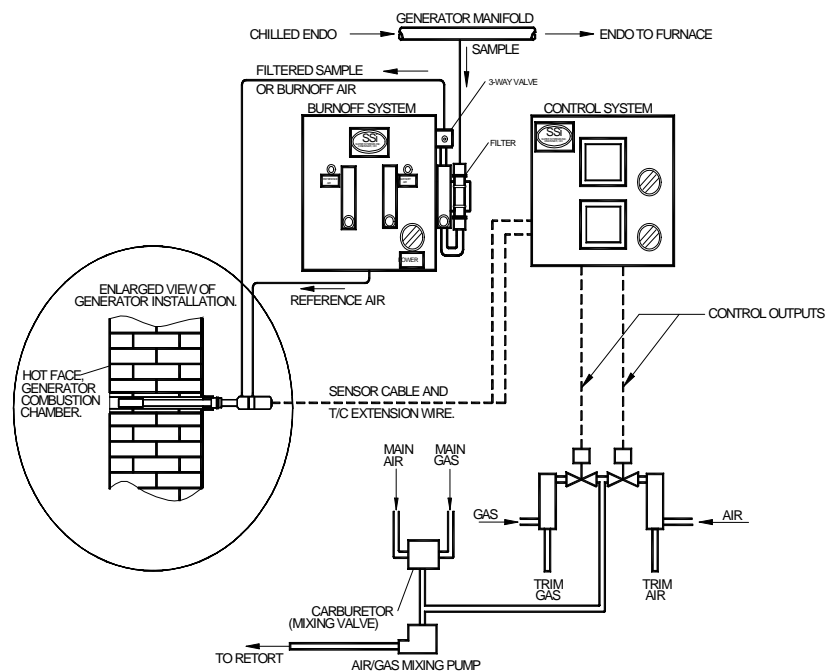 GENERATOR MANIFOLD
CHILLED ENDO
ENDO TO FURNACE
SAMPLE
FILTERED SAMPLE
OR BURNOFF AIR
3-WAY VALVE
BURNOFF SYSTEM
CONTROL SYSTEM
SSi
SSi
FILTER
POWER
ENLARGED VIEW OF
GENERATOR INSTALLATION.
REFERENCE AIR
CONTROL OUTPUTS
HOT FACE,
GENERATOR
COMBUSTION
CHAMBER.
SENSOR CABLE AND
T/C EXTENSION WIRE.
MAIN
AIR
MAIN
GAS
GAS
AIR
TRIM
GAS
TRIM
AIR
CARBURETOR
(MIXING VALVE)
TO RETORT
AIR/GAS MIXING PUMP